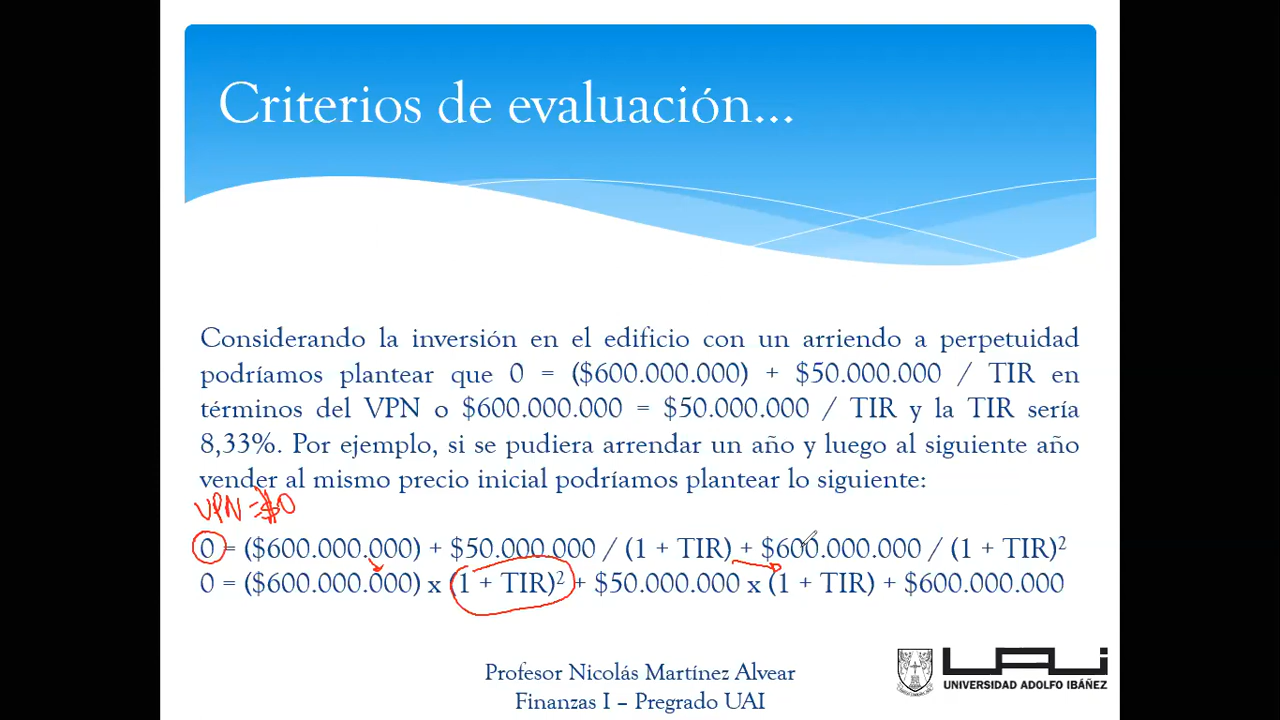 Criterios de evaluación...
Considerando la inversión en el edificio con un arriendo a perpetuidad
podríamos plantear que 0 = ($600.000.000) + $50.000.000 / TIR en
términos del VPN o $600.000.000 = $50.000.000 / TIR y la TIR sería
8,33%. Por ejemplo, si se pudiera arrendar un año y luego al siguiente año
vender al mismo precio inicial podríamos plantear lo siguiente:
VPN = $0
0 = ($600.000.000) + $50.000.000 / (1 + TIR) + $600.000.000 / (1 + TIR)²
0 = ($600.000.000) x (1 + TIR)² + $50.000.000 x (1 + TIR) + $600.000.000
Profesor Nicolás Martínez Alvear
Finanzas I – Pregrado UAI
UAI
UNIVERSIDAD ADOLFO IBÁÑEZ